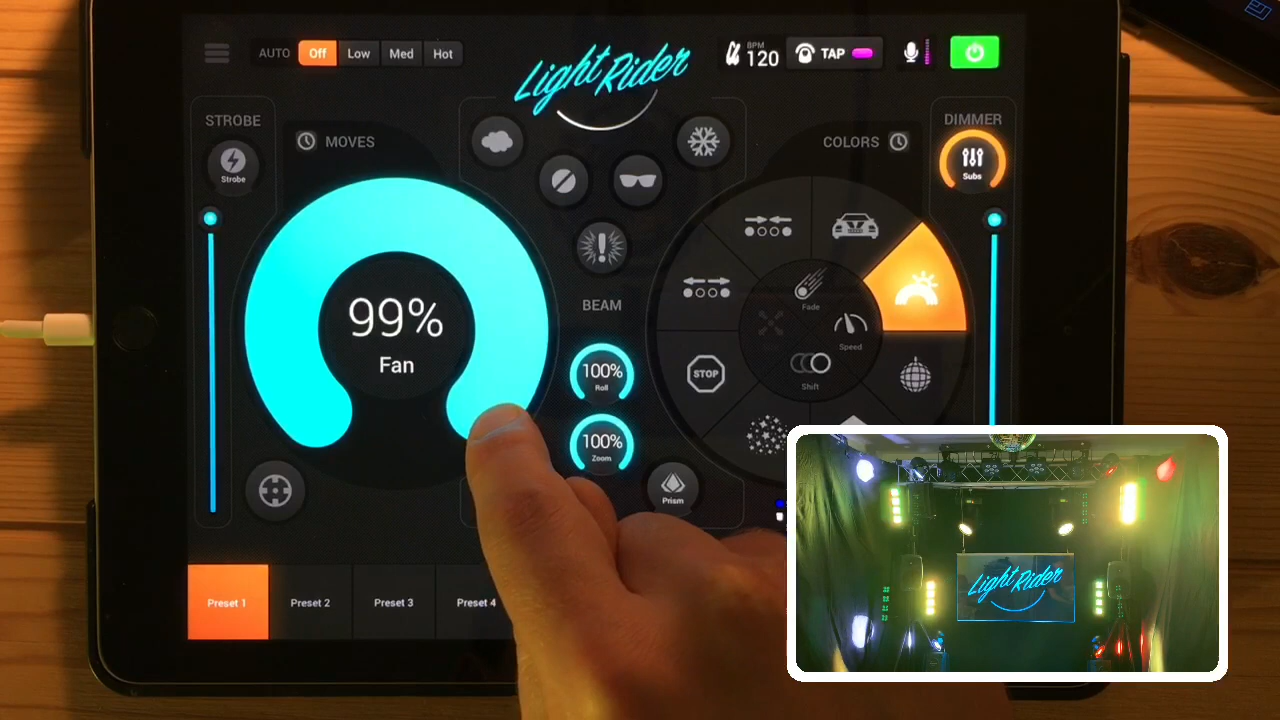 AUTO Off Low Med Hot
Light Rider
BPM
120
TAP
STROBE
Strobe
MOVES
COLORS
DIMMER
Subs
99%
Fan
BEAM
100%
Roll
100%
Zoom
Fade
Speed
Shift
STOP
Prism
Preset 1
Preset 2
Preset 3
Preset 4
Light Rider